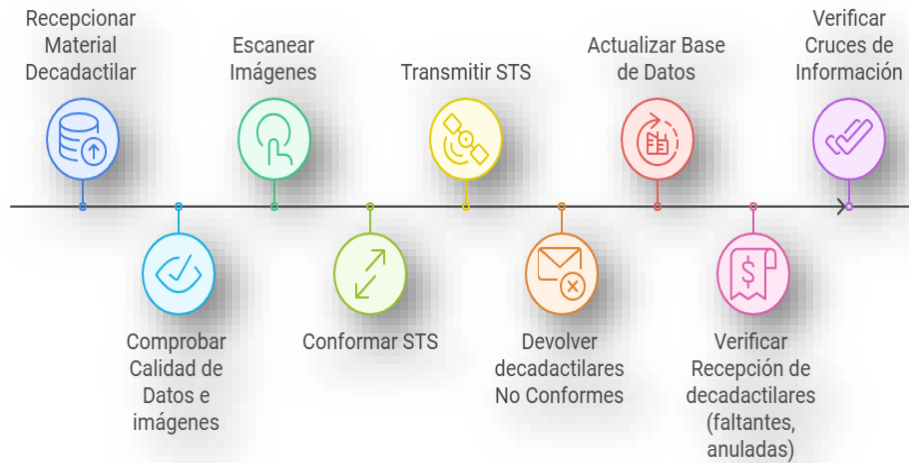 Recepcionar
Material
Decadactilar
Comprobar
Calidad de
Datos e
imágenes
Escanear
Imágenes
Conformar STS
Transmitir STS
Devolver
decadactilares
No Conformes
Actualizar Base
de Datos
Verificar
Recepción de
decadactilares
(faltantes,
anuladas)
Verificar
Cruces de
Información